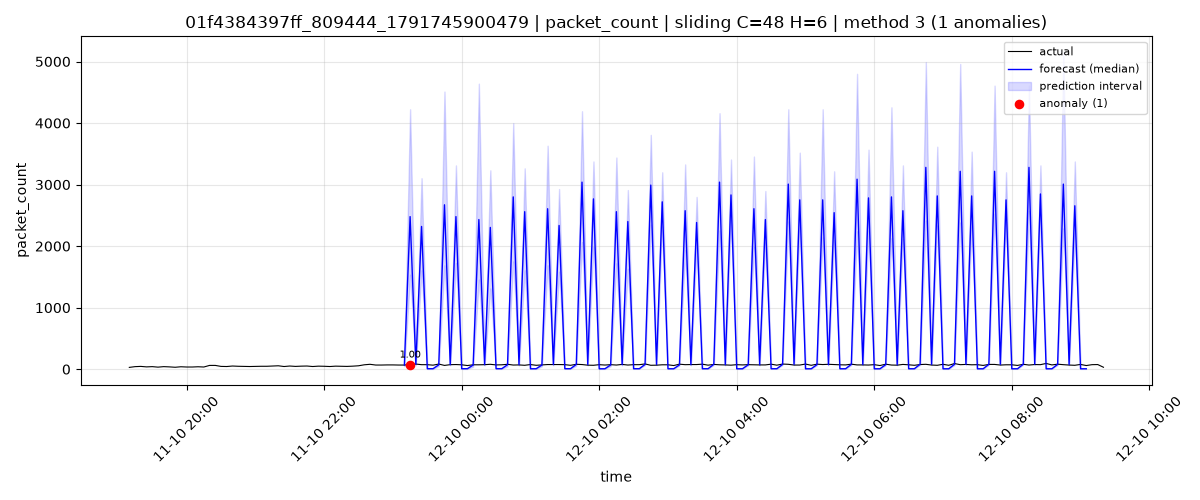 01f4384397ff_809444_1791745900479 | packet_count | sliding C=48 H=6 | method 3 (1 anomalies)
actual
forecast (median)
prediction interval
anomaly (1)
packet_count
5000
4000
3000
2000
1000
0
1.00
11-10 20:00
11-10 22:00
12-10 00:00
12-10 02:00
12-10 04:00
12-10 06:00
12-10 08:00
12-10 10:00
time